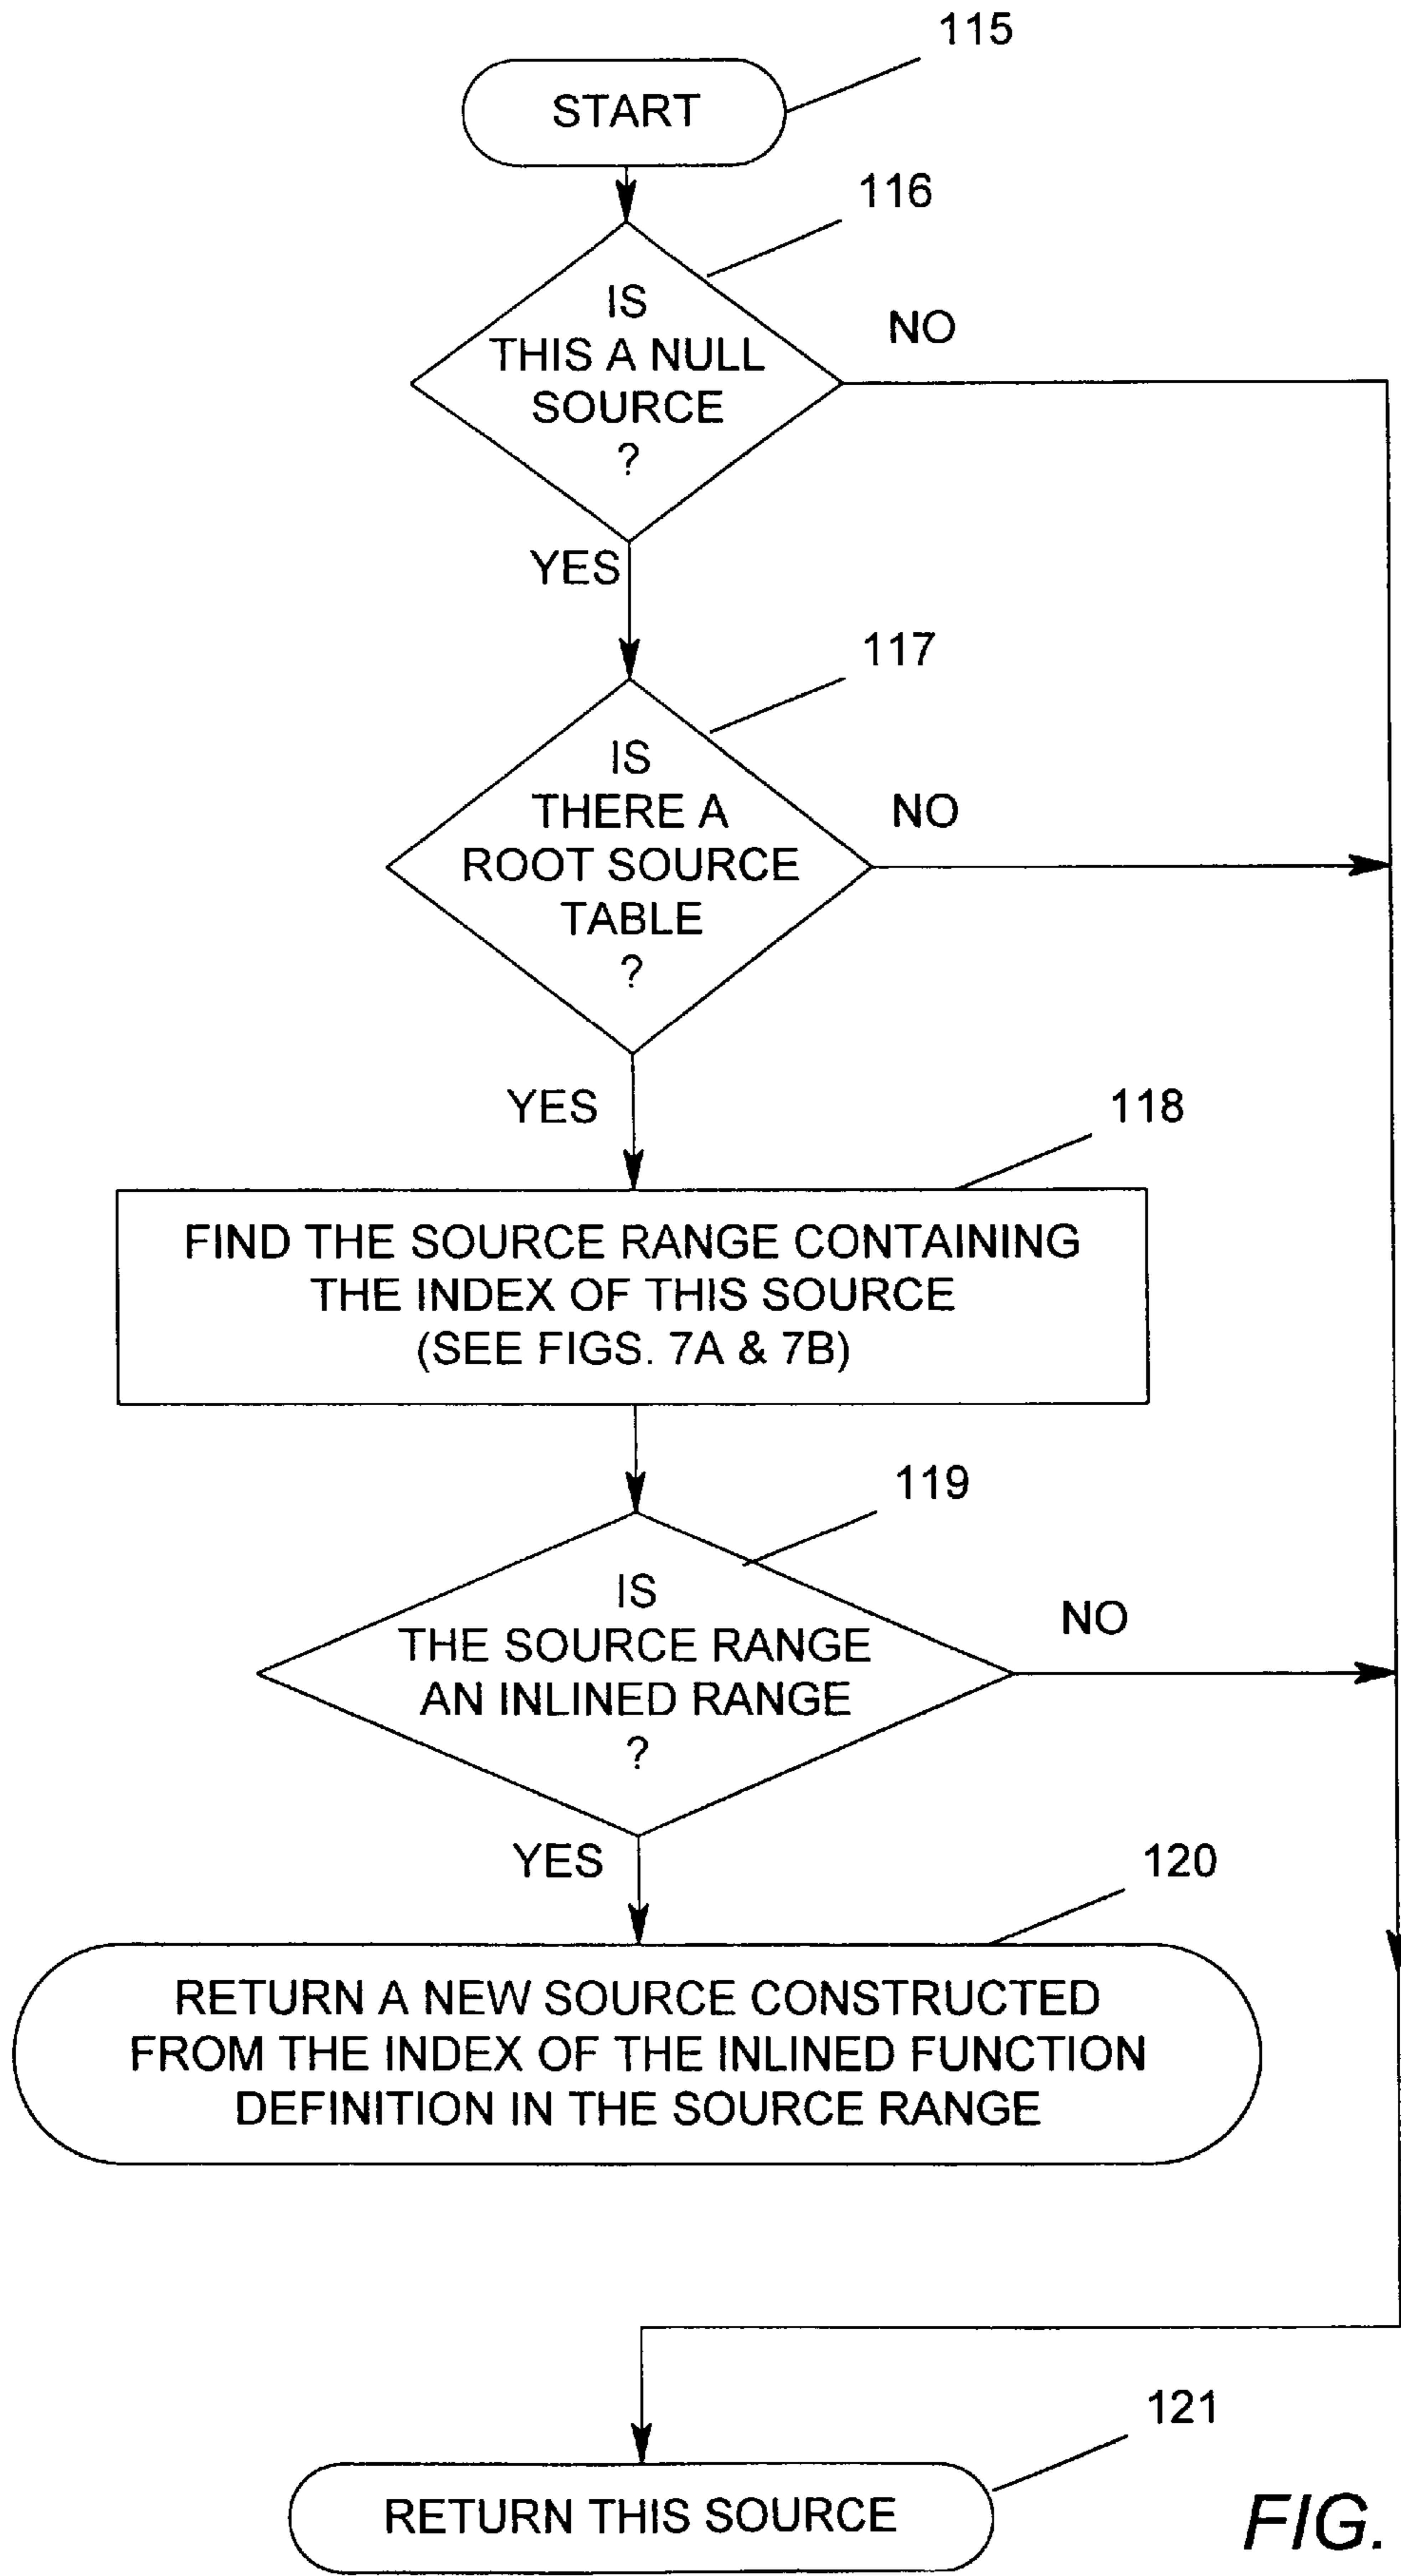 115
START
116
IS
THIS A NULL
SOURCE
?
NO
YES
117
IS
THERE A
ROOT SOURCE
TABLE
?
NO
YES
118
FIND THE SOURCE RANGE CONTAINING
THE INDEX OF THIS SOURCE
(SEE FIGS. 7A & 7B)
119
IS
THE SOURCE RANGE
AN INLINED RANGE
?
NO
YES
120
RETURN A NEW SOURCE CONSTRUCTED
FROM THE INDEX OF THE INLINED FUNCTION
DEFINITION IN THE SOURCE RANGE
121
RETURN THIS SOURCE
FIG.